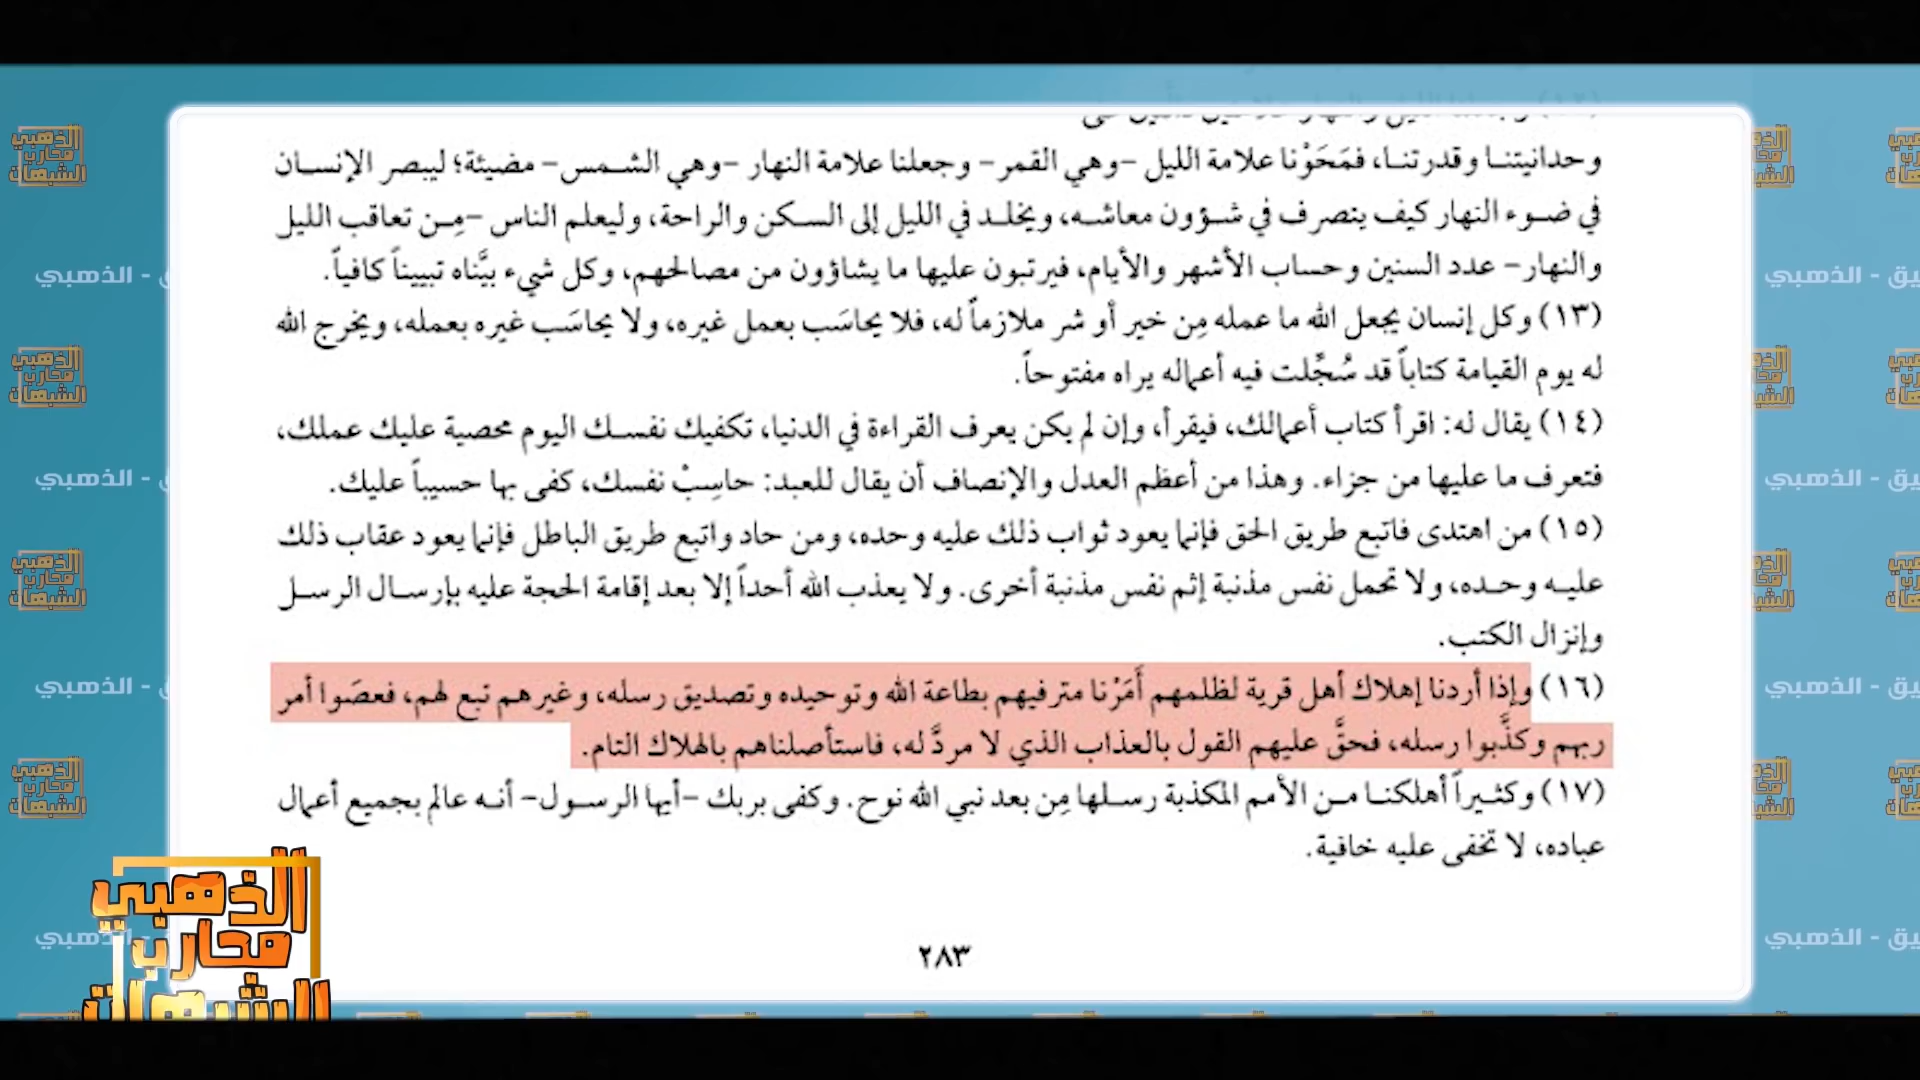 وحدانيتنا وقدرتنا، فمَحَوْنا علامة الليل -وهي القمر- وجعلنا علامة النهار -وهي الشمس- مضيئة؛ ليبصر الإنسان
في ضوء النهار كيف يتصرف في شؤون معاشه، ويخلد في الليل إلى السكن والراحة، وليعلم الناس -مِن تعاقب الليل
والنهار- عدد السنين وحساب الأشهر والأيام، فيرتبون عليها ما يشاؤون من مصالحهم، وكل شيء بيَّناه تبييناً كافياً.
(١٣) وكل إنسان يجعل الله ما عمله مِن خير أو شر ملازماً له، فلا يحاسَب بعمل غيره، ولا يحاسَب غيره بعمله، ويخرج الله
له يوم القيامة كتاباً قد سُجِّلت فيه أعماله يراه مفتوحاً.
(١٤) يقال له: اقرأ كتاب أعمالك، فيقرأ، وإن لم يكن يعرف القراءة في الدنيا، تكفيك نفسك اليوم محصية عليك عملك،
فتعرف ما عليها من جزاء. وهذا من أعظم العدل والإنصاف أن يقال للعبد: حاسِبْ نفسك، كفى بها حسيباً عليك.
(١٥) من اهتدى فاتبع طريق الحق فإنما يعود ثواب ذلك عليه وحده، ومن حاد واتبع طريق الباطل فإنما يعود عقاب ذلك
عليه وحده، ولا تحمل نفس مذنبة إثم نفس مذنبة أخرى. ولا يعذب الله أحداً إلا بعد إقامة الحجة عليه بإرسال الرسل
وإنزال الكتب.
(١٦) وإذا أردنا إهلاك أهل قرية لظلمهم أَمَرْنا مترفيهم بطاعة الله وتوحيده وتصديق رسله، وغيرهم تبع لهم، فعصَوا أمر
ربهم وكذَّبوا رسله، فحقَّ عليهم القول بالعذاب الذي لا مردَّ له، فاستأصلناهم بالهلاك التام.
(١٧) وكثيراً أهلكنا من الأمم المكذبة رسلها مِن بعد نبي الله نوح. وكفى بربك -أيها الرسول- أنه عالم بجميع أعمال
عباده، لا تخفى عليه خافية.
٢٨٣
الذهبي
محارب
الشبهات